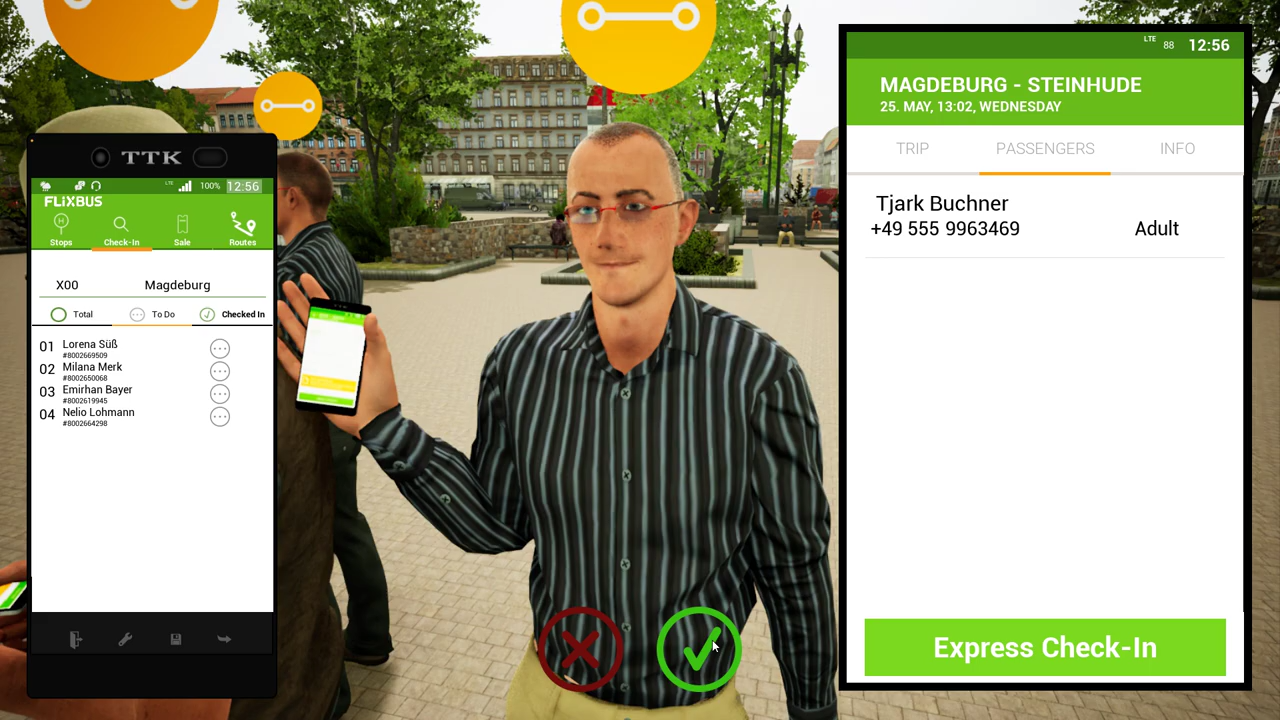 TTK
LTE 100% 12:56
FLiXBUS
Stops Check-In Sale Routes
X00 Magdeburg
Total To Do Checked In
01 Lorena Süß
#8002669509
02 Milana Merk
#8002650068
03 Emirhan Bayer
#8002619945
04 Nelio Lohmann
#8002664298
LTE 88 12:56
MAGDEBURG - STEINHUDE
25. MAY, 13:02, WEDNESDAY
TRIP PASSENGERS INFO
Tjark Buchner
+49 555 9963469 Adult
Express Check-In